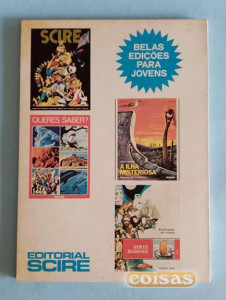 SCIRE
BELAS
EDIÇÕES
PARA
JOVENS
QUERES SABER?
A ILHA
MISTERIOSA
EDITORIAL
SCIRE
coisas